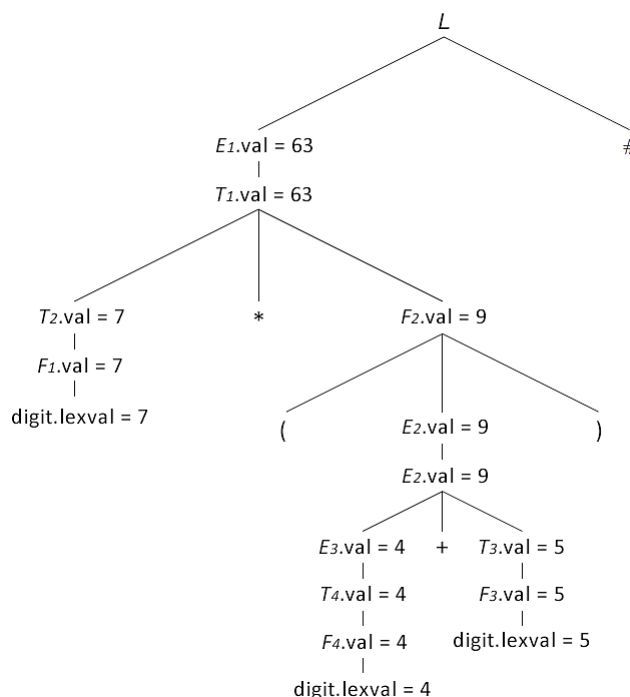 L
E1.val = 63 #
T1.val = 63
T2.val = 7 * F2.val = 9
F1.val = 7
digit.lexval = 7 ( E2.val = 9 )
E2.val = 9
E3.val = 4 + T3.val = 5
T4.val = 4 F3.val = 5
F4.val = 4 digit.lexval = 5
digit.lexval = 4